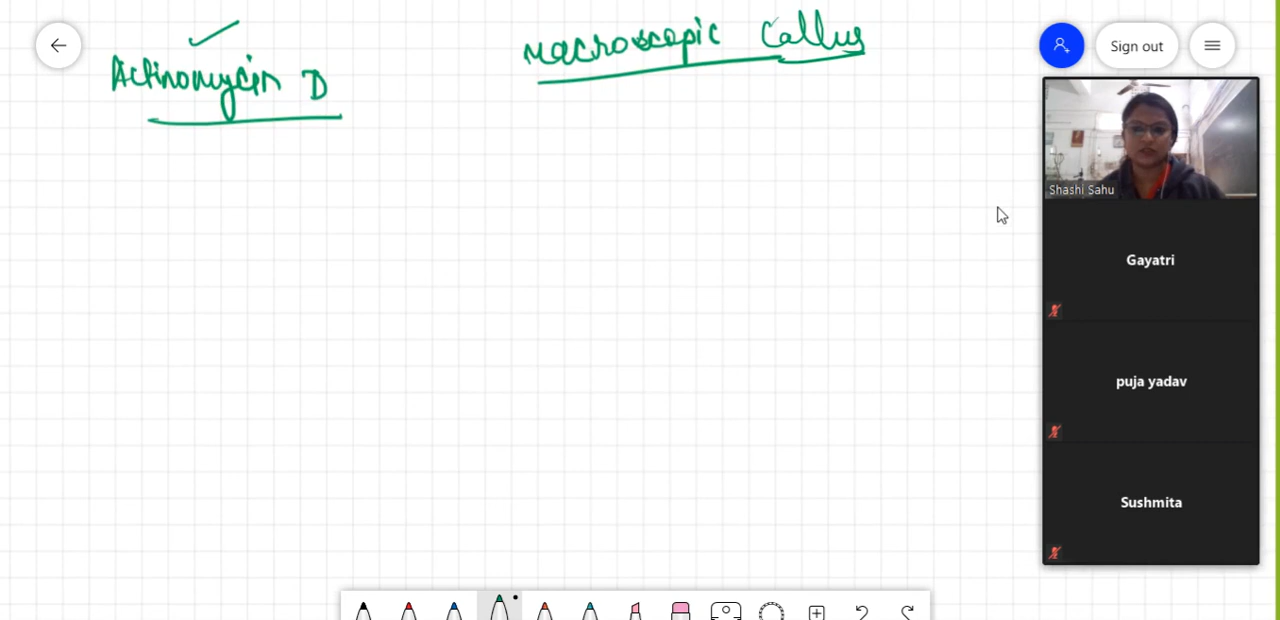 macroscopic Callus
Actinomycin D
Sign out
Shashi Sahu
Gayatri
puja yadav
Sushmita